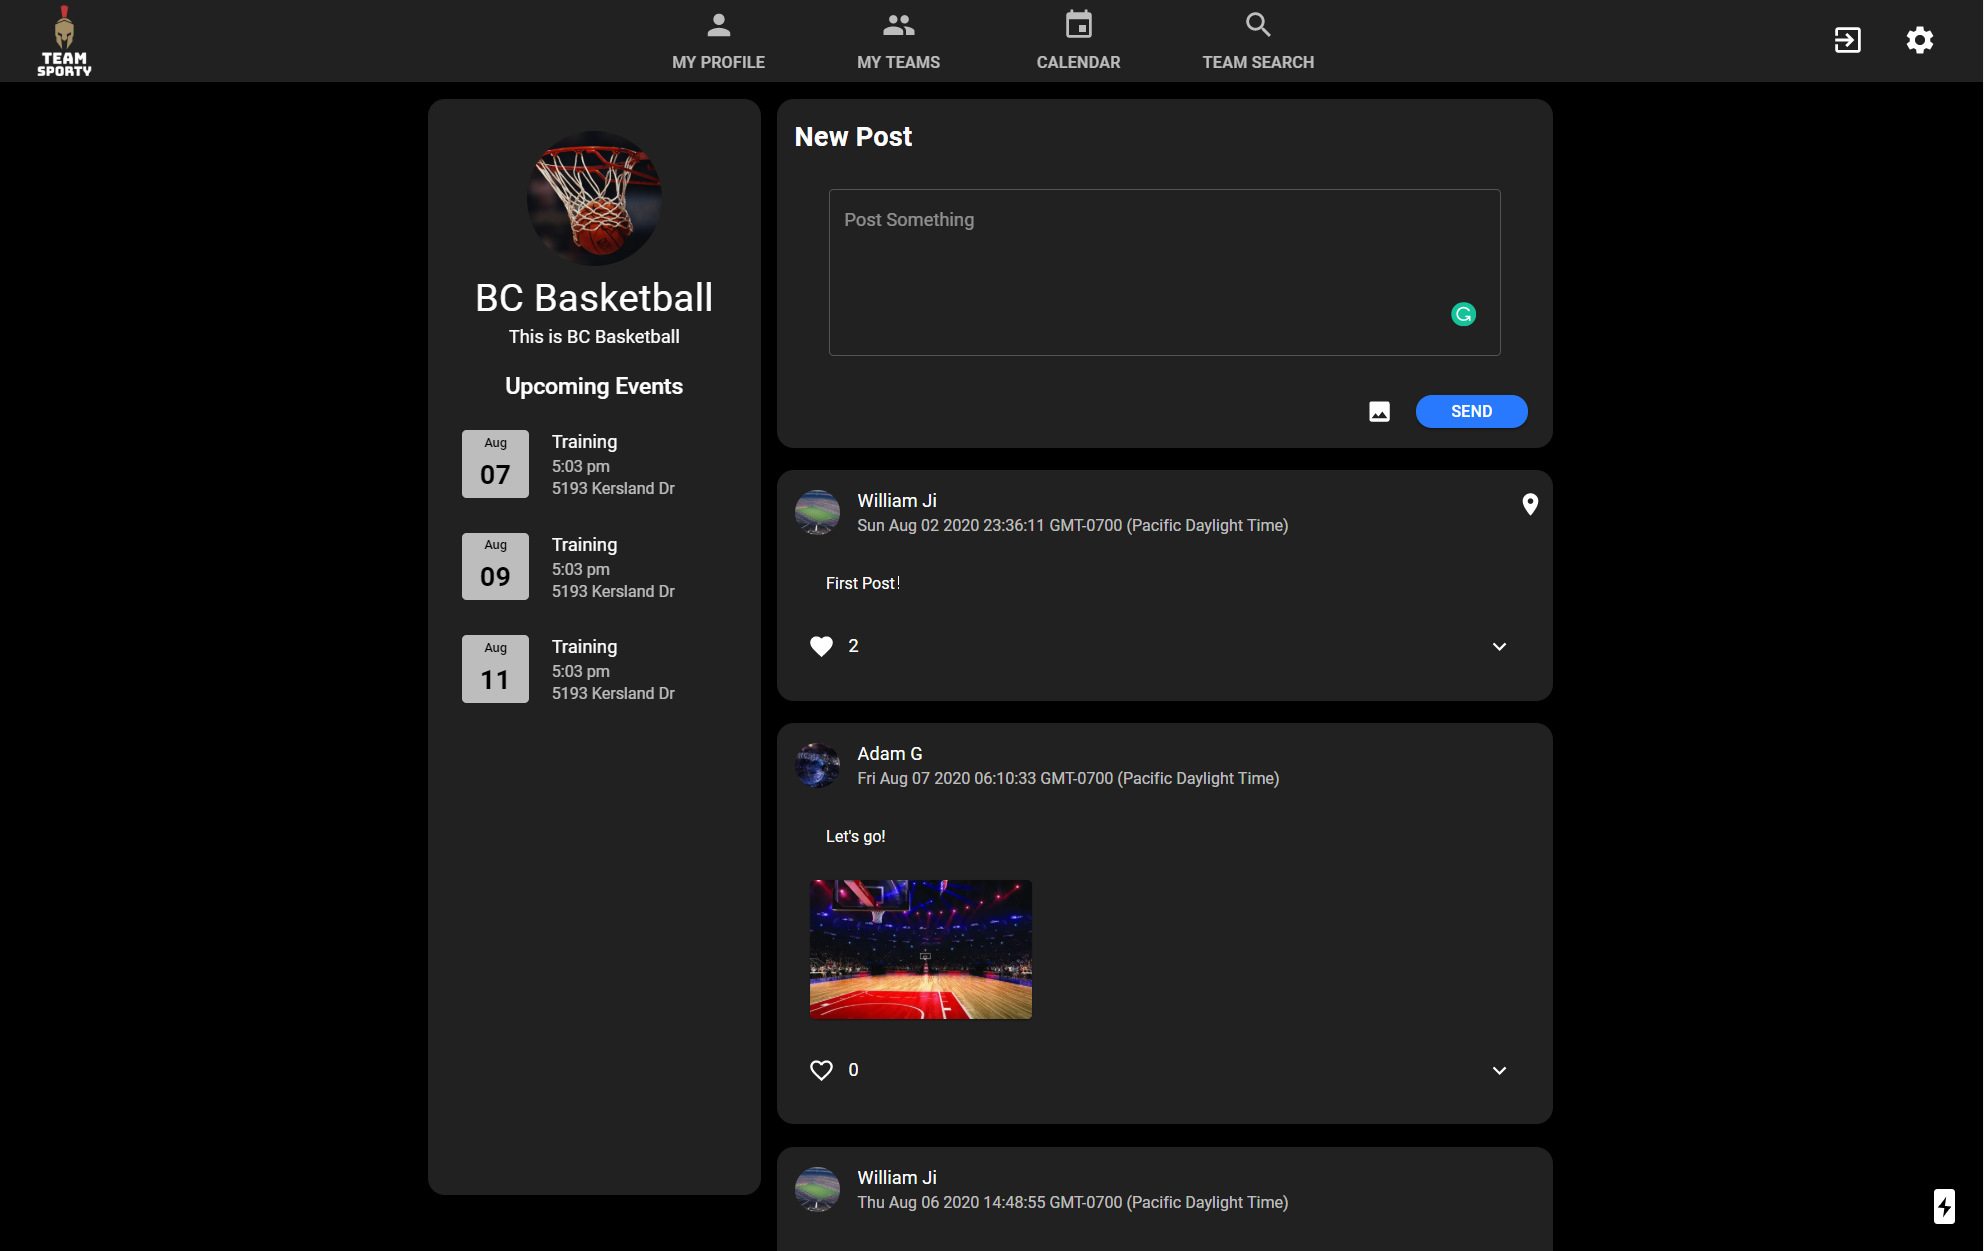 TEAM
SPORTY
MY PROFILE
MY TEAMS
CALENDAR
TEAM SEARCH
BC Basketball
This is BC Basketball
Upcoming Events
Aug
07
Training
5:03 pm
5193 Kersland Dr
Aug
09
Training
5:03 pm
5193 Kersland Dr
Aug
11
Training
5:03 pm
5193 Kersland Dr
New Post
Post Something
SEND
William Ji
Sun Aug 02 2020 23:36:11 GMT-0700 (Pacific Daylight Time)
First Post!
2
Adam G
Fri Aug 07 2020 06:10:33 GMT-0700 (Pacific Daylight Time)
Let's go!
0
William Ji
Thu Aug 06 2020 14:48:55 GMT-0700 (Pacific Daylight Time)